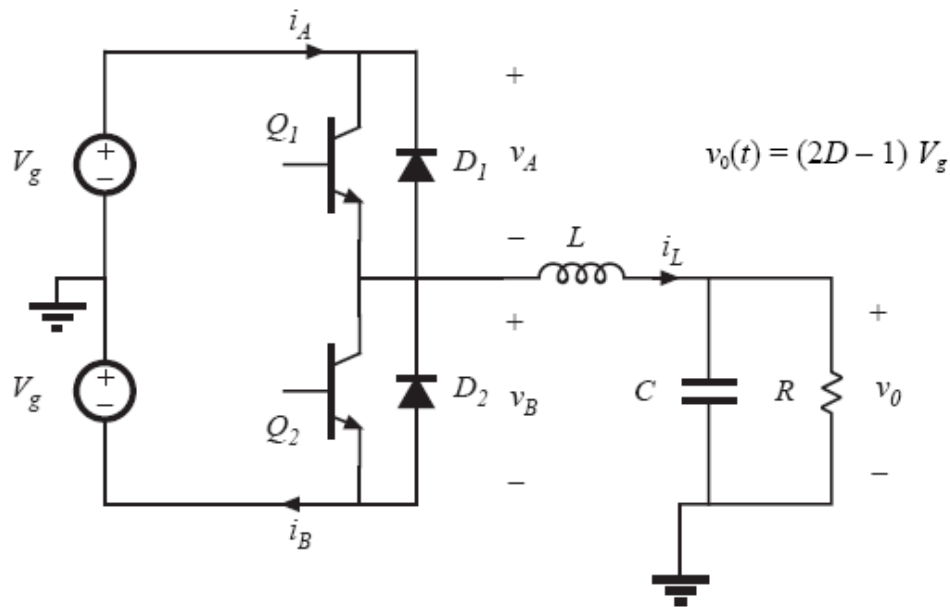 i_A
+
Q_1
V_g
+
−
D_1
v_A
v_0(t) = (2D − 1) V_g
−
L
i_L
+
+
V_g
+
−
D_2
v_B
C
R
v_0
Q_2
−
−
i_B